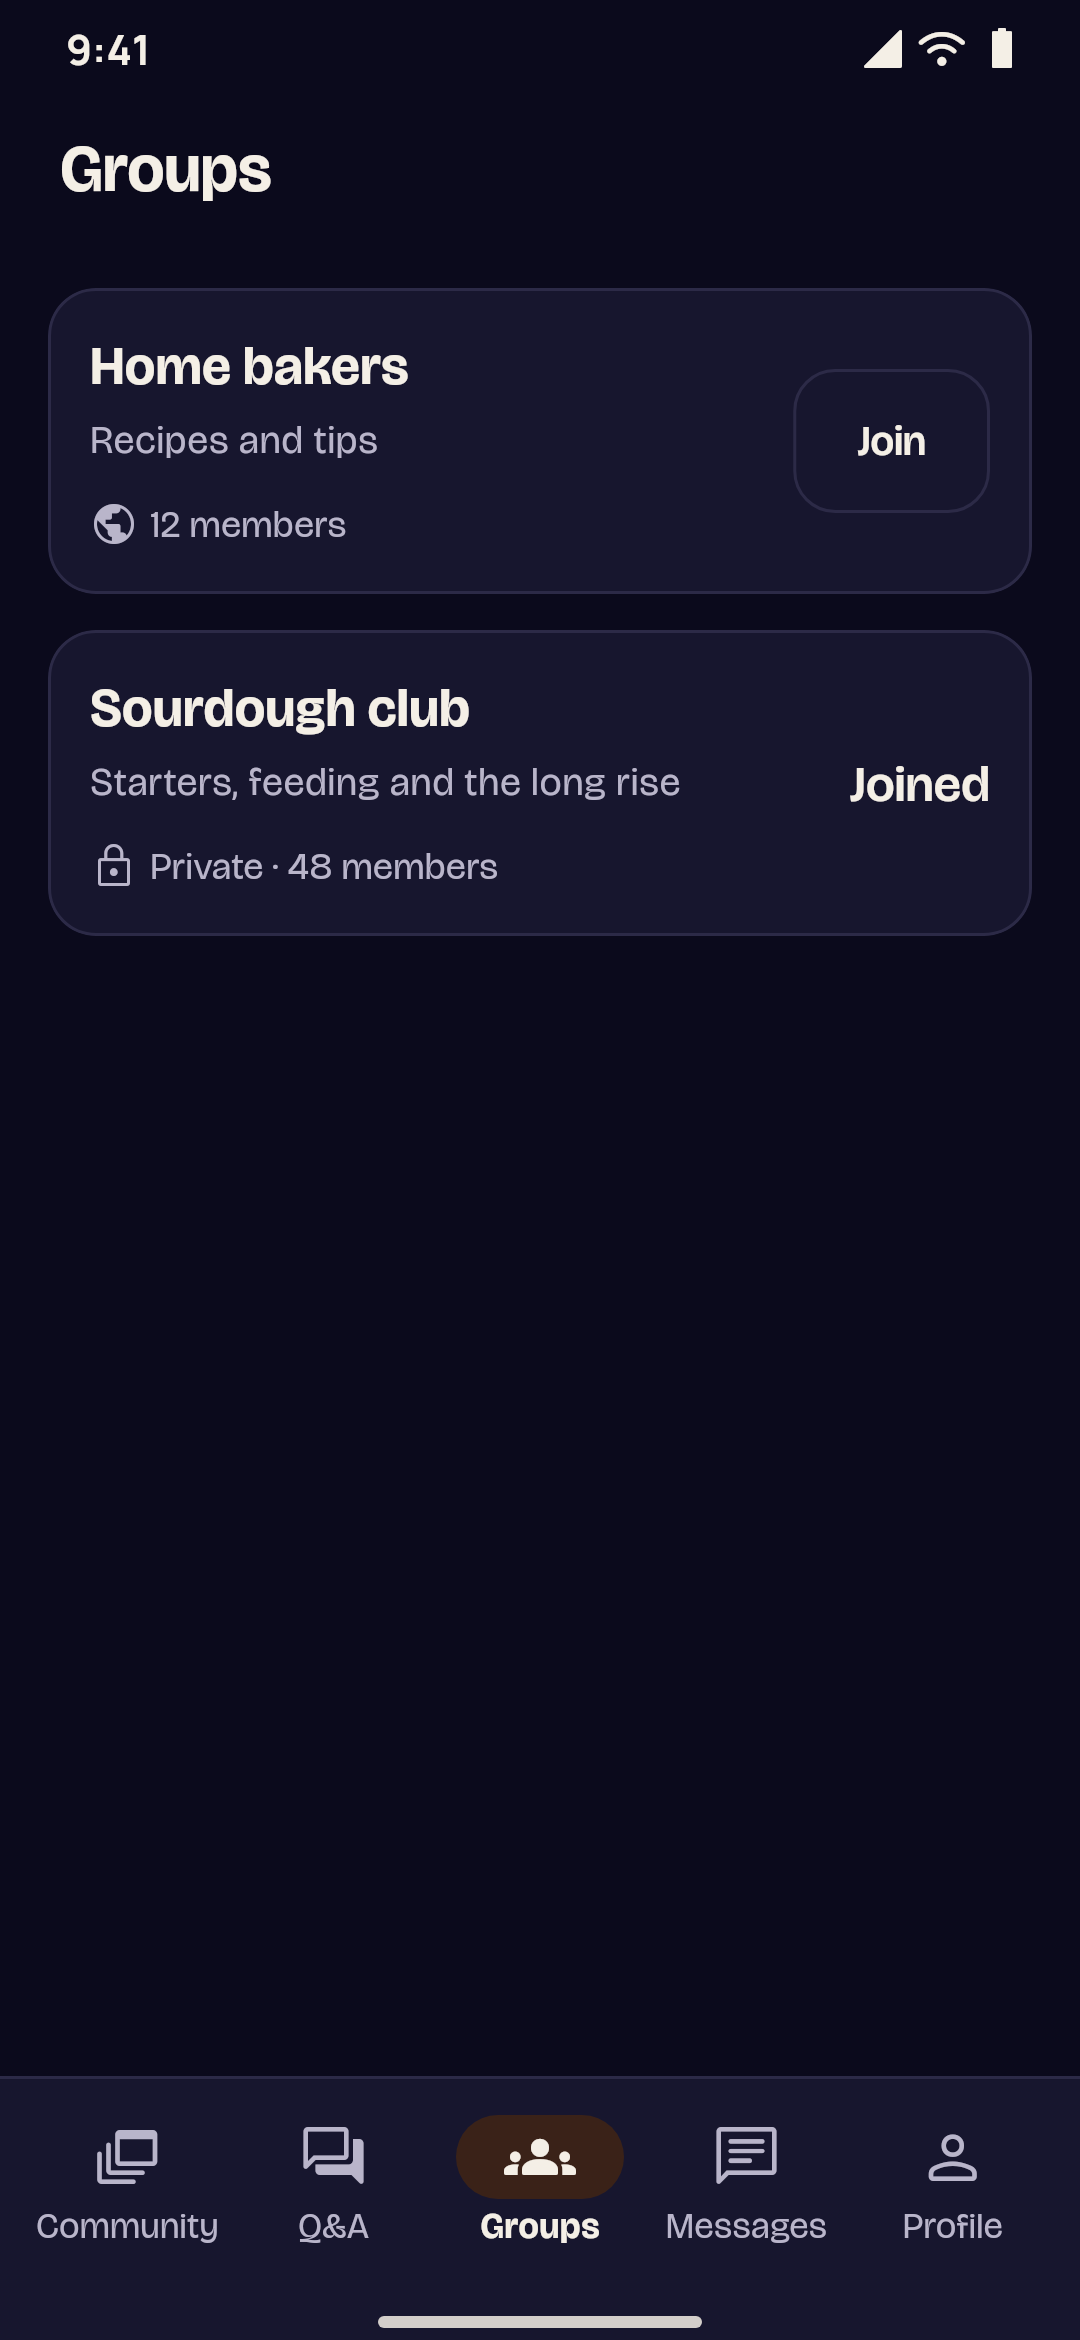 9:41
Groups
Home bakers
Recipes and tips
Join
12 members
Sourdough club
Starters, feeding and the long rise
Joined
Private · 48 members
Community
Q&A
Groups
Messages
Profile